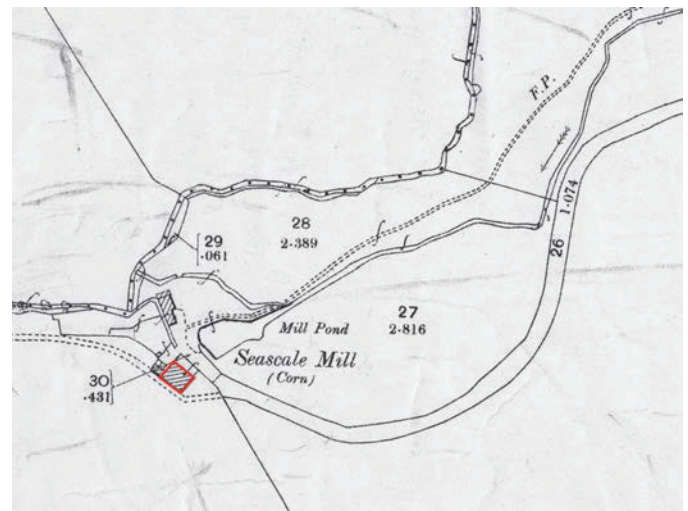 F.P.
1·074
26
28
2·389
29
·061
27
2·816
Mill Pond
Seascale Mill
(Corn)
30
·431